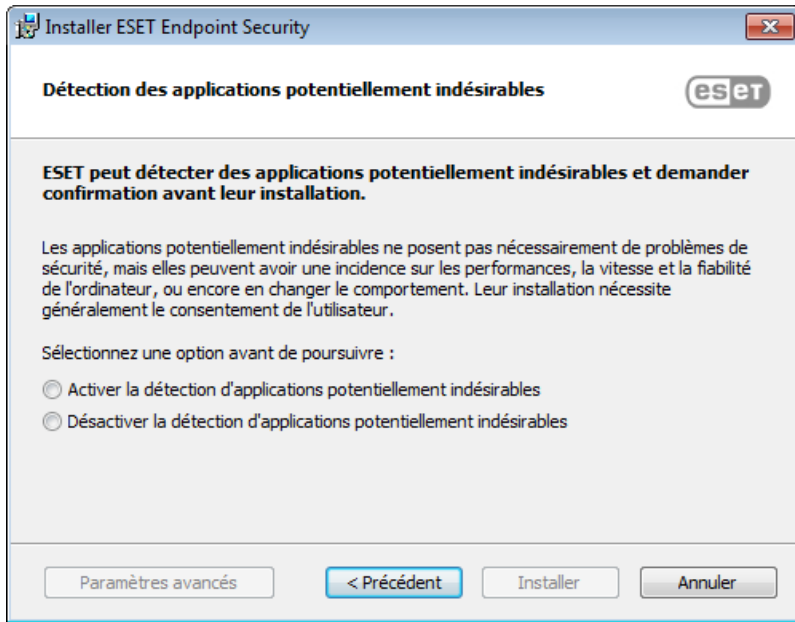 Installer ESET Endpoint Security
Détection des applications potentiellement indésirables
eseT
ESET peut détecter des applications potentiellement indésirables et demander
confirmation avant leur installation.
Les applications potentiellement indésirables ne posent pas nécessairement de problèmes de
sécurité, mais elles peuvent avoir une incidence sur les performances, la vitesse et la fiabilité
de l'ordinateur, ou encore en changer le comportement. Leur installation nécessite
généralement le consentement de l'utilisateur.
Sélectionnez une option avant de poursuivre :
Activer la détection d'applications potentiellement indésirables
Désactiver la détection d'applications potentiellement indésirables
Paramètres avancés
< Précédent
Installer
Annuler